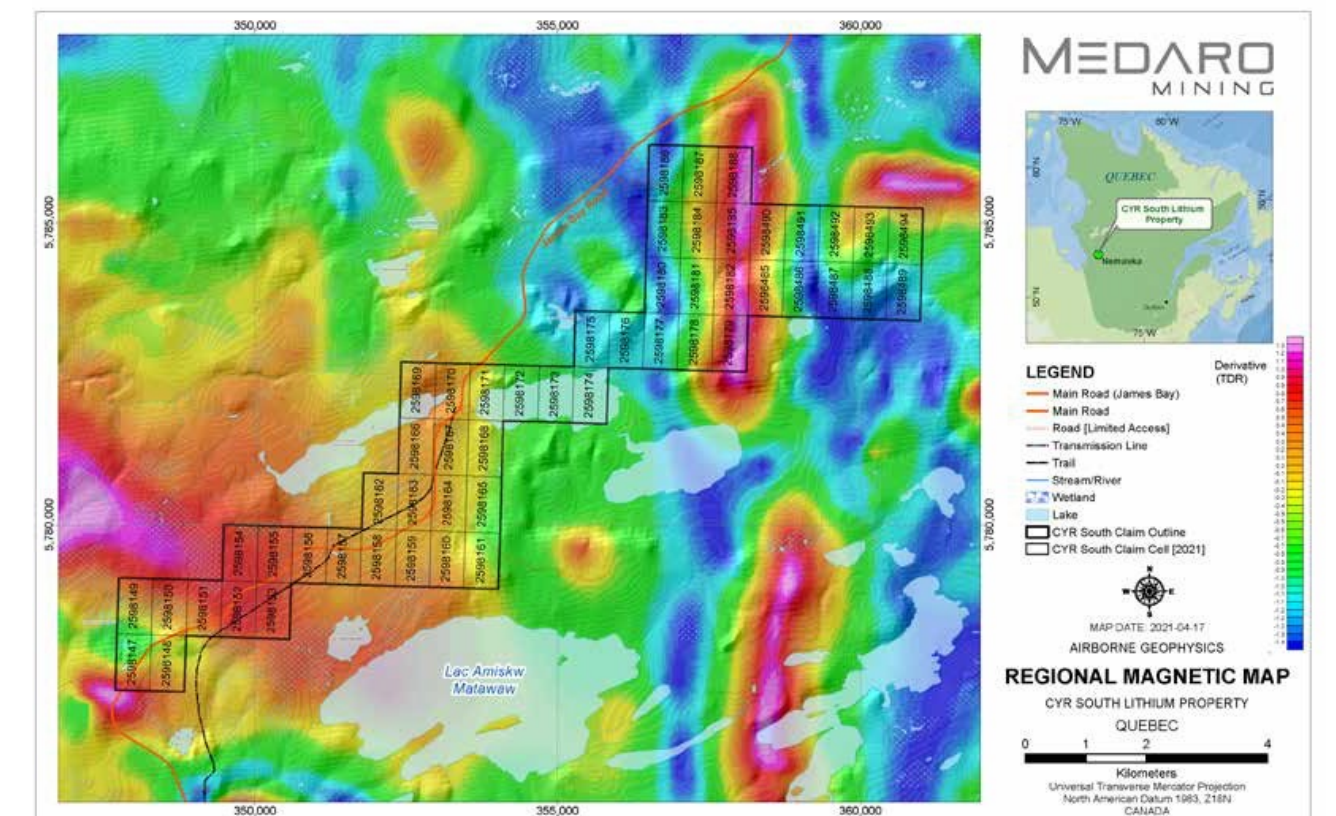 350,000
355,000
360,000
5,785,000
5,785,000
5,780,000
5,780,000
2598186
2598187
2598188
2598183
2598184
2598185
2598490
2598491
2598492
2598493
2598494
2598180
2598181
2598182
2598485
2598486
2598487
2598488
2598489
2598175
2598176
2598177
2598178
2598179
2598169
2598170
2598171
2598172
2598173
2598174
2598166
2598167
2598168
2598162
2598163
2598164
2598165
2598154
2598155
2598156
2598157
2598158
2598159
2598160
2598161
2598149
2598150
2598151
2598152
2598153
2598147
2598148
Lac Amiskw
Matawaw
350,000
355,000
360,000
MEDARO
MINING
75°W
80°W
QUEBEC
CYR South Lithium
Property
Nemaska
50°N
75°W
LEGEND
Main Road (James Bay)
Main Road
Road [Limited Access]
Transmission Line
Trail
Stream/River
Wetland
Lake
CYR South Claim Outline
CYR South Claim Cell [2021]
Derivative
(TDR)
N
W
E
S
MAP DATE: 2021-04-17
AIRBORNE GEOPHYSICS
REGIONAL MAGNETIC MAP
CYR SOUTH LITHIUM PROPERTY
QUEBEC
0 1 2 4
Kilometers
Universal Transverse Mercator Projection
North American Datum 1983, Z18N
CANADA